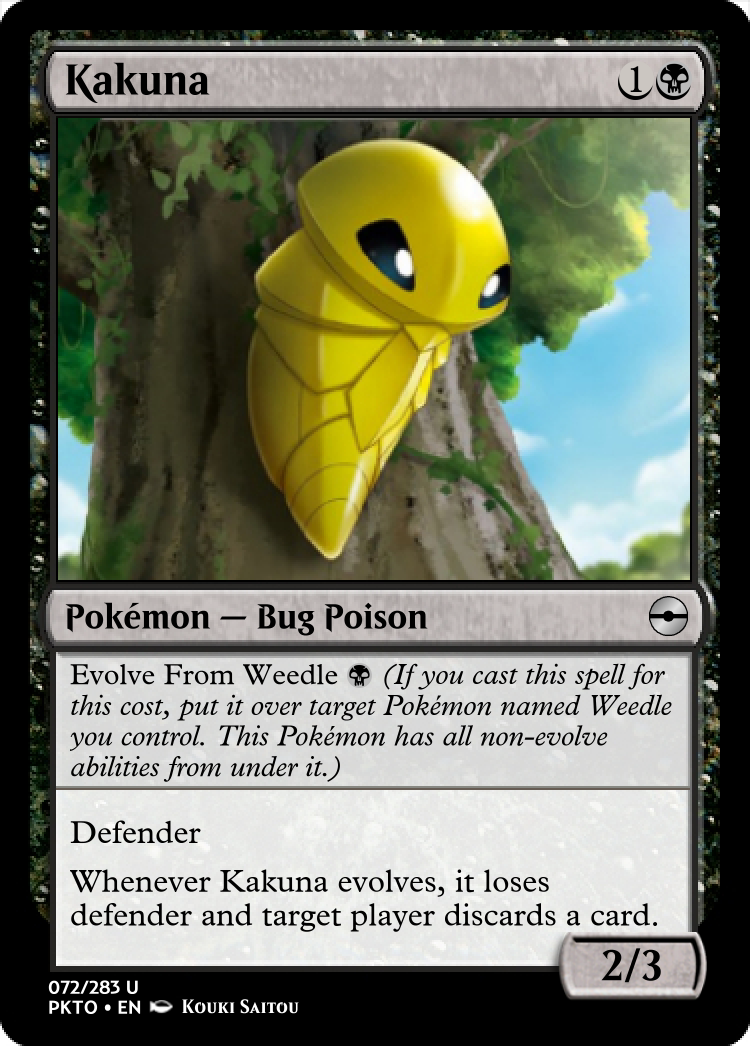 Kakuna 1
Pokémon — Bug Poison
Evolve From Weedle (If you cast this spell for
this cost, put it over target Pokémon named Weedle
you control. This Pokémon has all non-evolve
abilities from under it.)
Defender
Whenever Kakuna evolves, it loses
defender and target player discards a card.
2/3
072/283 U
PKTO • EN Kouki Saitou